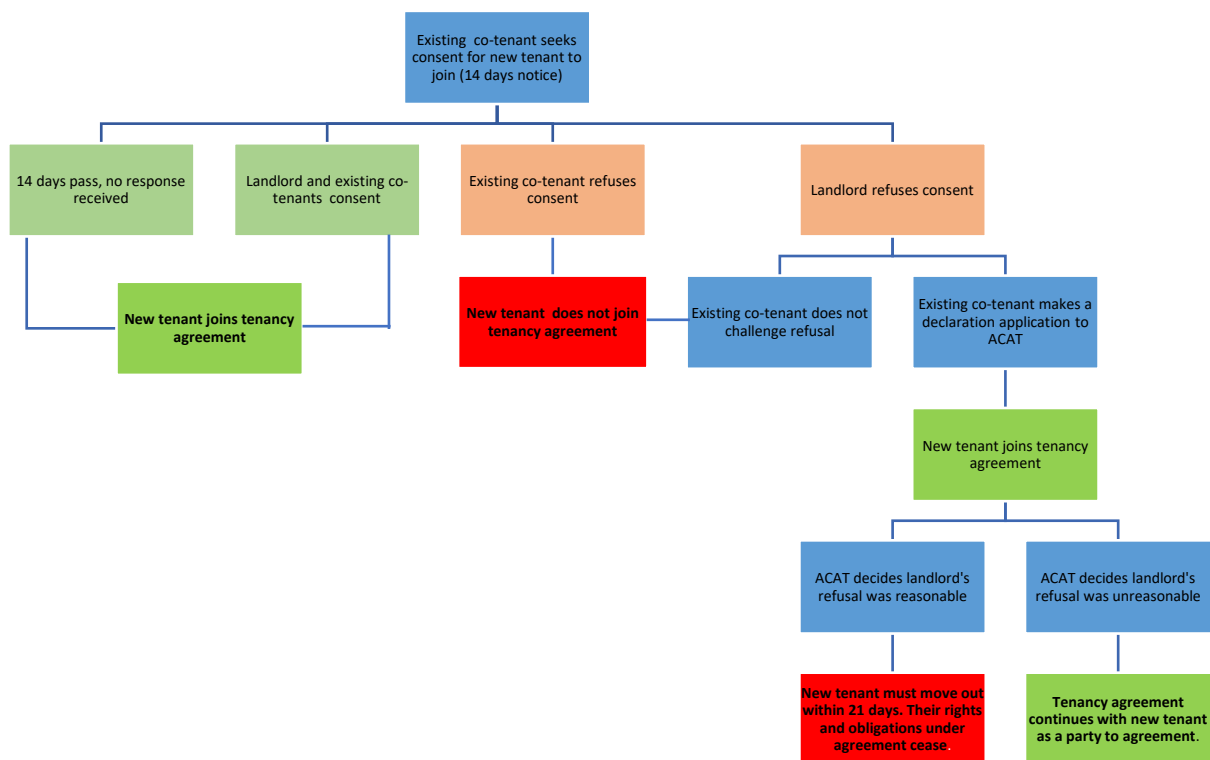 Existing co-tenant seeks
consent for new tenant to
join (14 days notice)
14 days pass, no response
received
Landlord and existing co-
tenants consent
Existing co-tenant refuses
consent
Landlord refuses consent
New tenant joins tenancy
agreement
New tenant does not join
tenancy agreement
Existing co-tenant does not
challenge refusal
Existing co-tenant makes a
declaration application to
ACAT
New tenant joins tenancy
agreement
ACAT decides landlord's
refusal was reasonable
ACAT decides landlord's
refusal was unreasonable
New tenant must move out
within 21 days. Their rights
and obligations under
agreement cease.
Tenancy agreement
continues with new tenant
as a party to agreement.